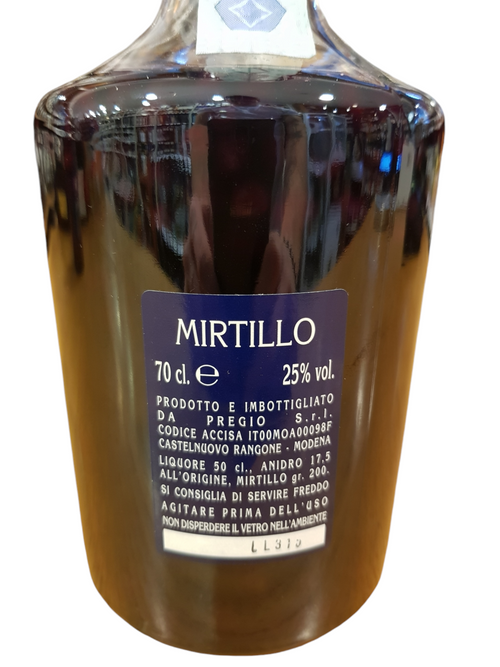 MIRTILLO
70 cl. ℮ 25% vol.
PRODOTTO E IMBOTTIGLIATO
DA PREGIO S.r.l.
CODICE ACCISA IT00MOA00098F
CASTELNUOVO RANGONE - MODENA
LIQUORE 50 cl., ANIDRO 17.5
ALL'ORIGINE, MIRTILLO gr. 200.
SI CONSIGLIA DI SERVIRE FREDDO
AGITARE PRIMA DELL'USO
NON DISPERDERE IL VETRO NELL'AMBIENTE